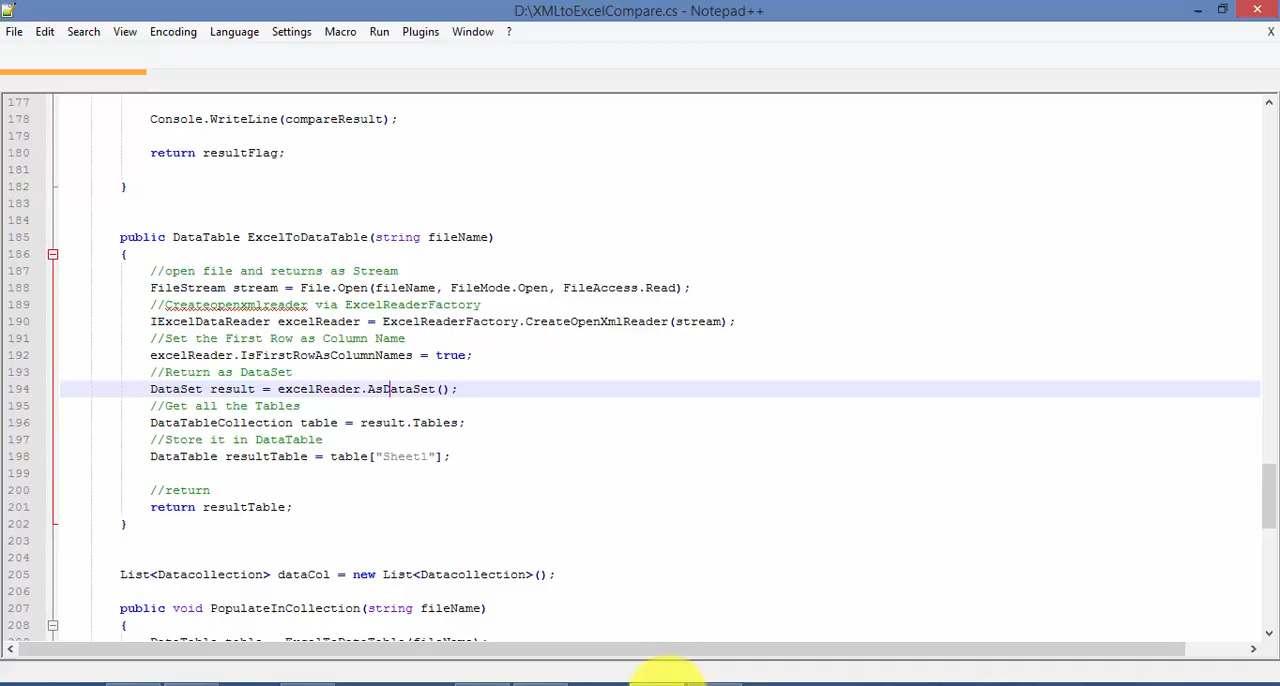 D:\XMLtoExcelCompare.cs - Notepad++
File Edit Search View Encoding Language Settings Macro Run Plugins Window ? X
177
178 Console.WriteLine(compareResult);
179
180 return resultFlag;
181
182 }
183
184
185 public DataTable ExcelToDataTable(string fileName)
186 {
187 //open file and returns as Stream
188 FileStream stream = File.Open(fileName, FileMode.Open, FileAccess.Read);
189 //Createopenxmlreader via ExcelReaderFactory
190 IExcelDataReader excelReader = ExcelReaderFactory.CreateOpenXmlReader(stream);
191 //Set the First Row as Column Name
192 excelReader.IsFirstRowAsColumnNames = true;
193 //Return as DataSet
194 DataSet result = excelReader.AsDataSet();
195 //Get all the Tables
196 DataTableCollection table = result.Tables;
197 //Store it in DataTable
198 DataTable resultTable = table["Sheet1"];
199
200 //return
201 return resultTable;
202 }
203
204
205 List<Datacollection> dataCol = new List<Datacollection>();
206
207 public void PopulateInCollection(string fileName)
208 {
DataTable table = ExcelToDataTable(fileName);